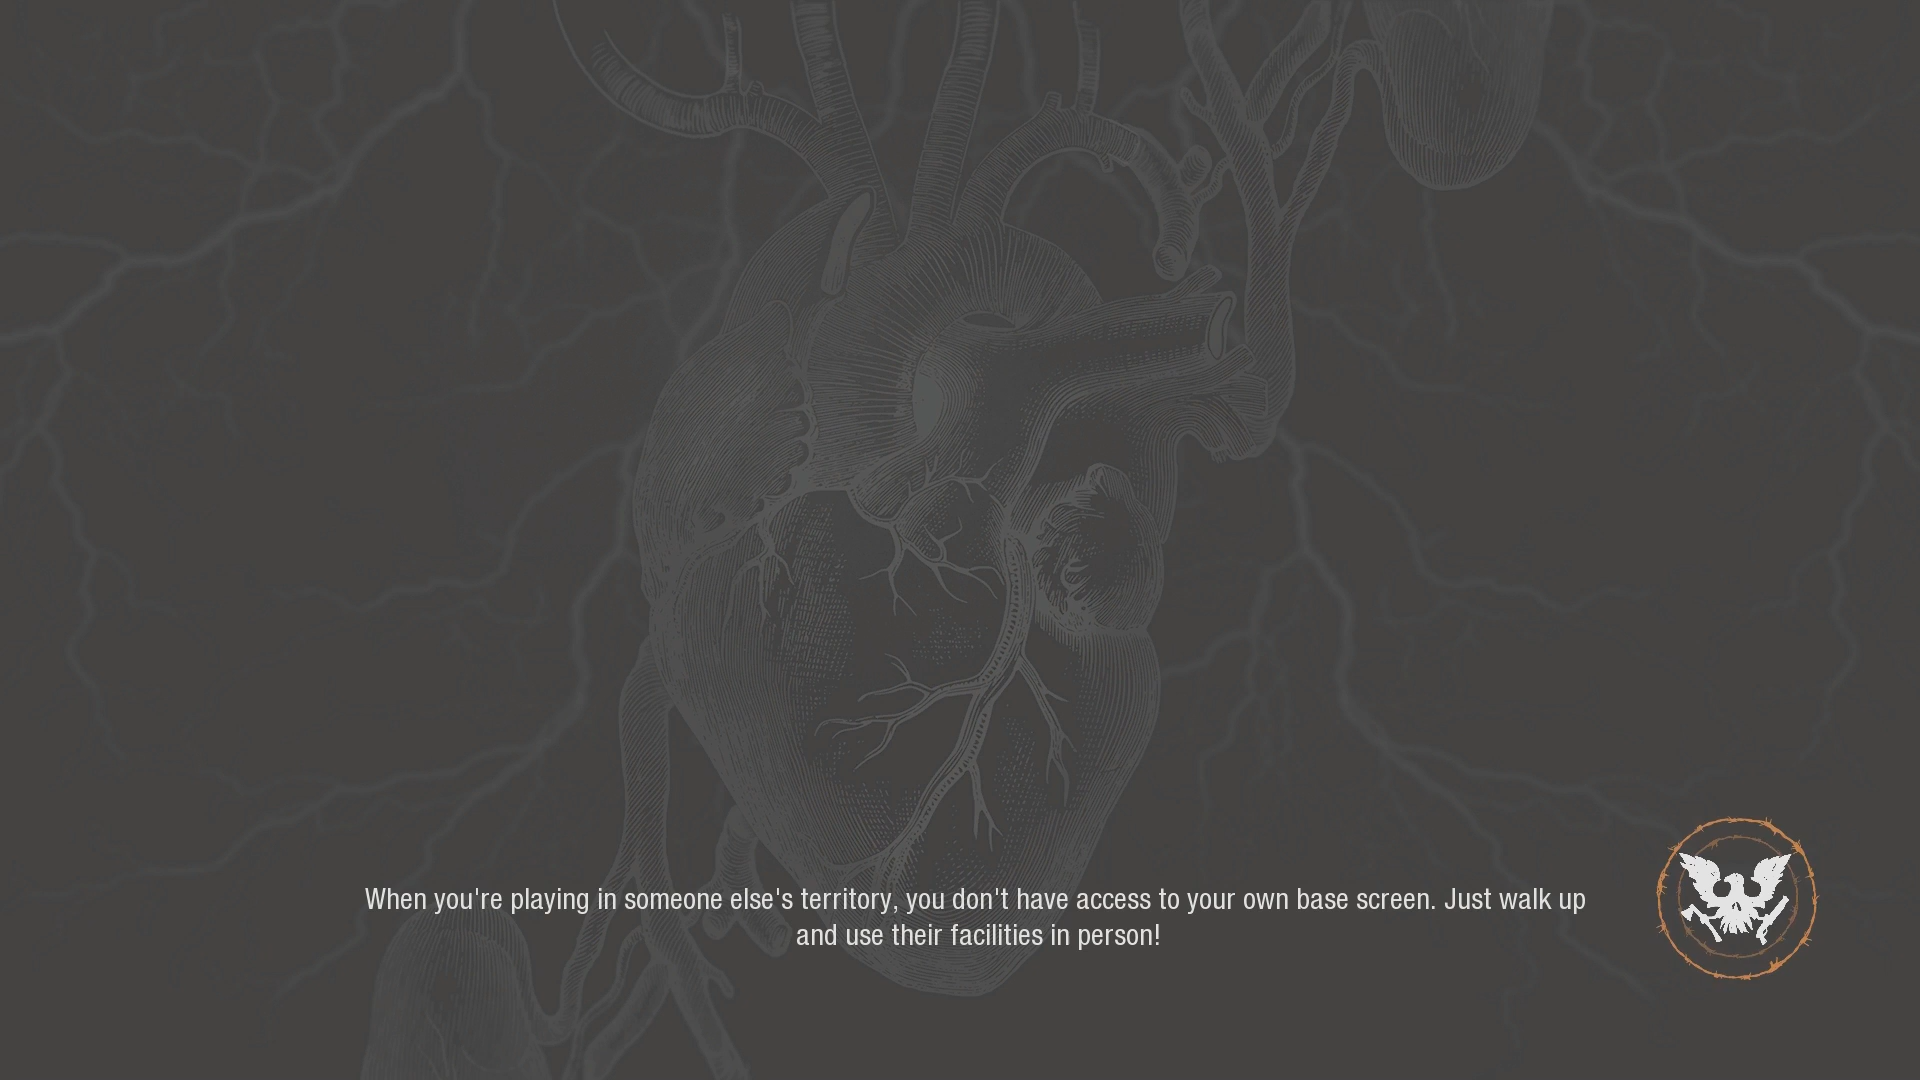 When you're playing in someone else's territory, you don't have access to your own base screen. Just walk up
and use their facilities in person!